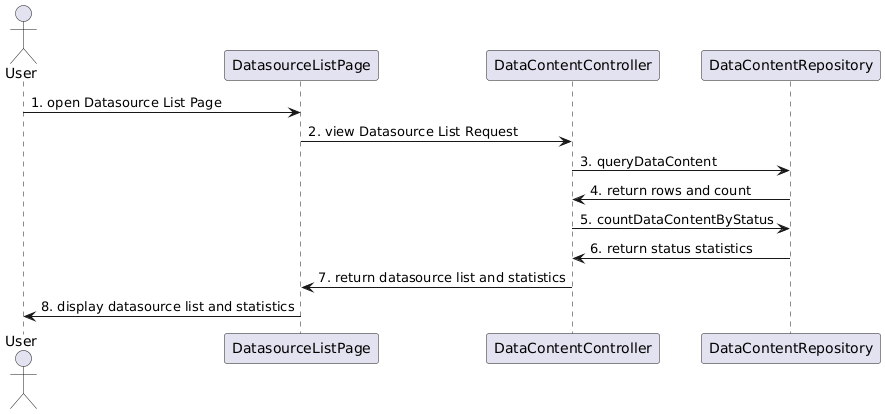 User
DatasourceListPage
DataContentController
DataContentRepository
1. open Datasource List Page
2. view Datasource List Request
3. queryDataContent
4. return rows and count
5. countDataContentByStatus
6. return status statistics
7. return datasource list and statistics
8. display datasource list and statistics
User
DatasourceListPage
DataContentController
DataContentRepository